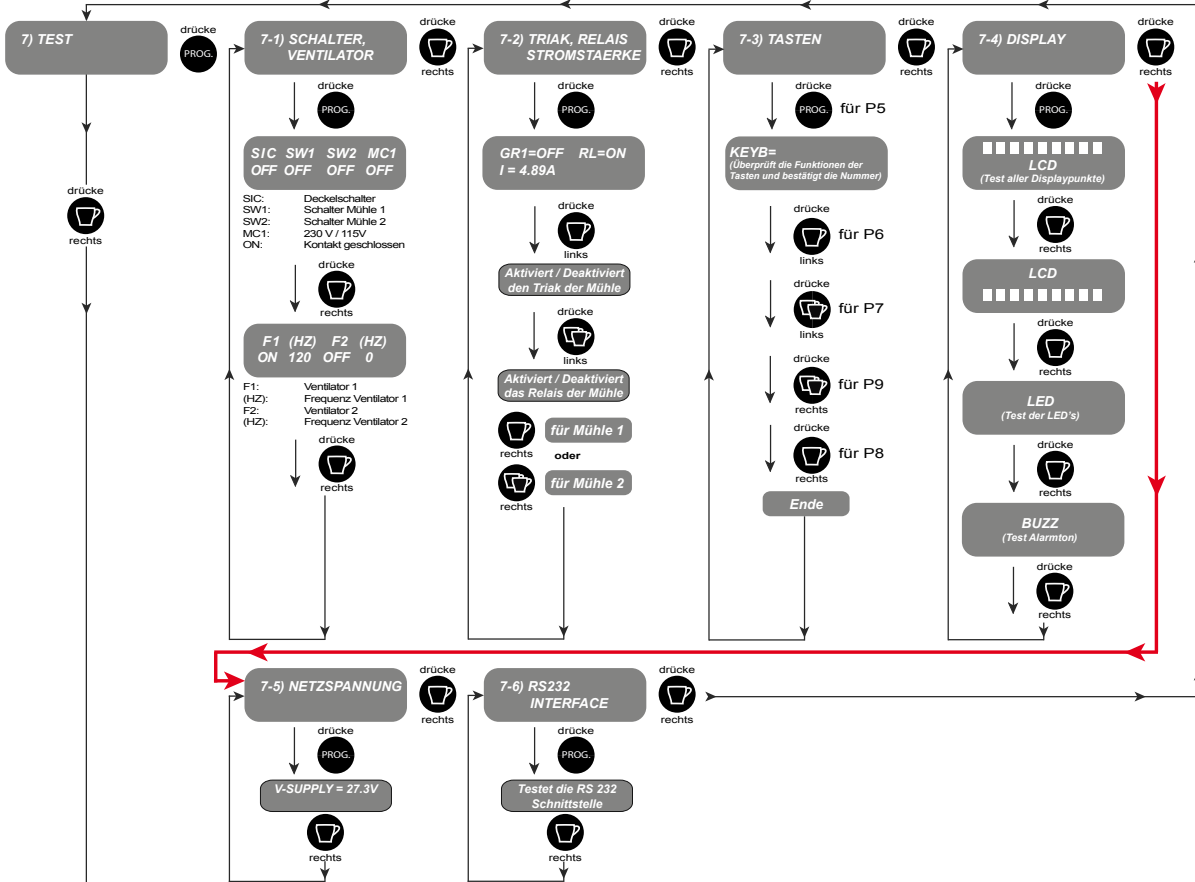 7) TEST
drücke
PROG.
drücke
rechts
7-1) SCHALTER,
VENTILATOR
drücke
rechts
drücke
PROG.
SIC SW1 SW2 MC1
OFF OFF OFF OFF
SIC: Deckelschalter
SW1: Schalter Mühle 1
SW2: Schalter Mühle 2
MC1: 230 V / 115V
ON: Kontakt geschlossen
drücke
rechts
F1 (HZ) F2 (HZ)
ON 120 OFF 0
F1: Ventilator 1
(HZ): Frequenz Ventilator 1
F2: Ventilator 2
(HZ): Frequenz Ventilator 2
drücke
rechts
7-2) TRIAK, RELAIS
STROMSTAERKE
drücke
rechts
drücke
PROG.
GR1=OFF RL=ON
I = 4.89A
drücke
links
Aktiviert / Deaktiviert
den Triak der Mühle
drücke
links
Aktiviert / Deaktiviert
das Relais der Mühle
für Mühle 1
rechts
oder
für Mühle 2
rechts
7-3) TASTEN
drücke
rechts
drücke
PROG. für P5
KEYB=
(Überprüft die Funktionen der
Tasten und bestätigt die Nummer)
drücke
für P6
links
drücke
für P7
links
drücke
für P9
rechts
drücke
für P8
rechts
Ende
7-4) DISPLAY
drücke
rechts
drücke
PROG.
LCD
(Test aller Displaypunkte)
drücke
rechts
LCD
drücke
rechts
LED
(Test der LED's)
drücke
rechts
BUZZ
(Test Alarmton)
drücke
rechts
7-5) NETZSPANNUNG
drücke
rechts
drücke
PROG.
V-SUPPLY = 27.3V
rechts
7-6) RS232
INTERFACE
drücke
rechts
drücke
PROG.
Testet die RS 232
Schnittstelle
rechts